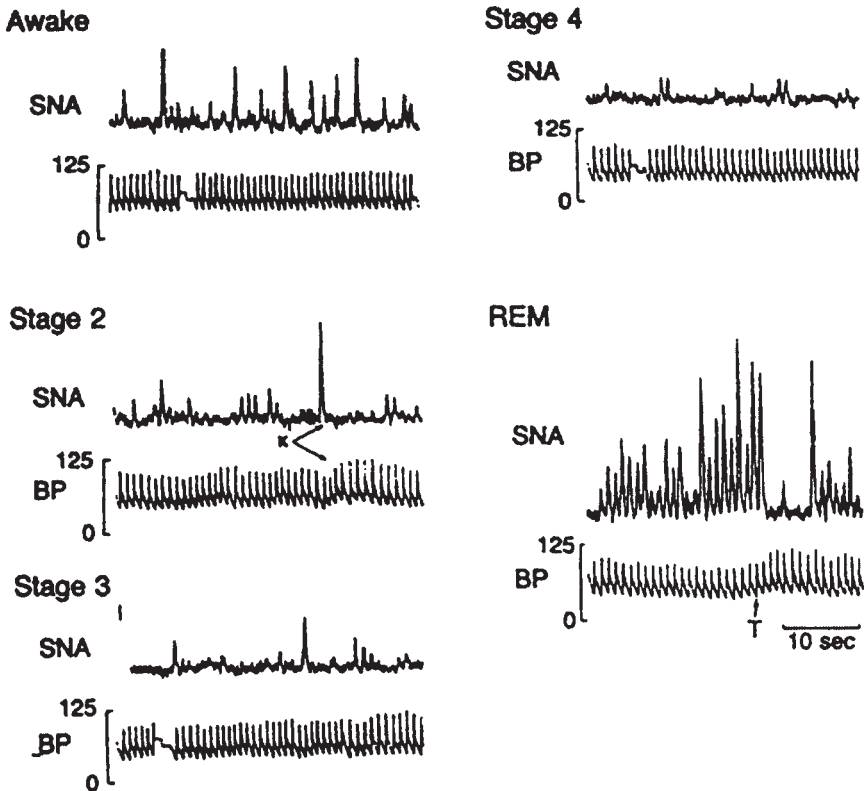 Awake
SNA
125
0
Stage 2
SNA
K
125
BP
0
Stage 3
SNA
125
BP
0
Stage 4
SNA
125
BP
0
REM
SNA
125
BP
0
T
10 sec